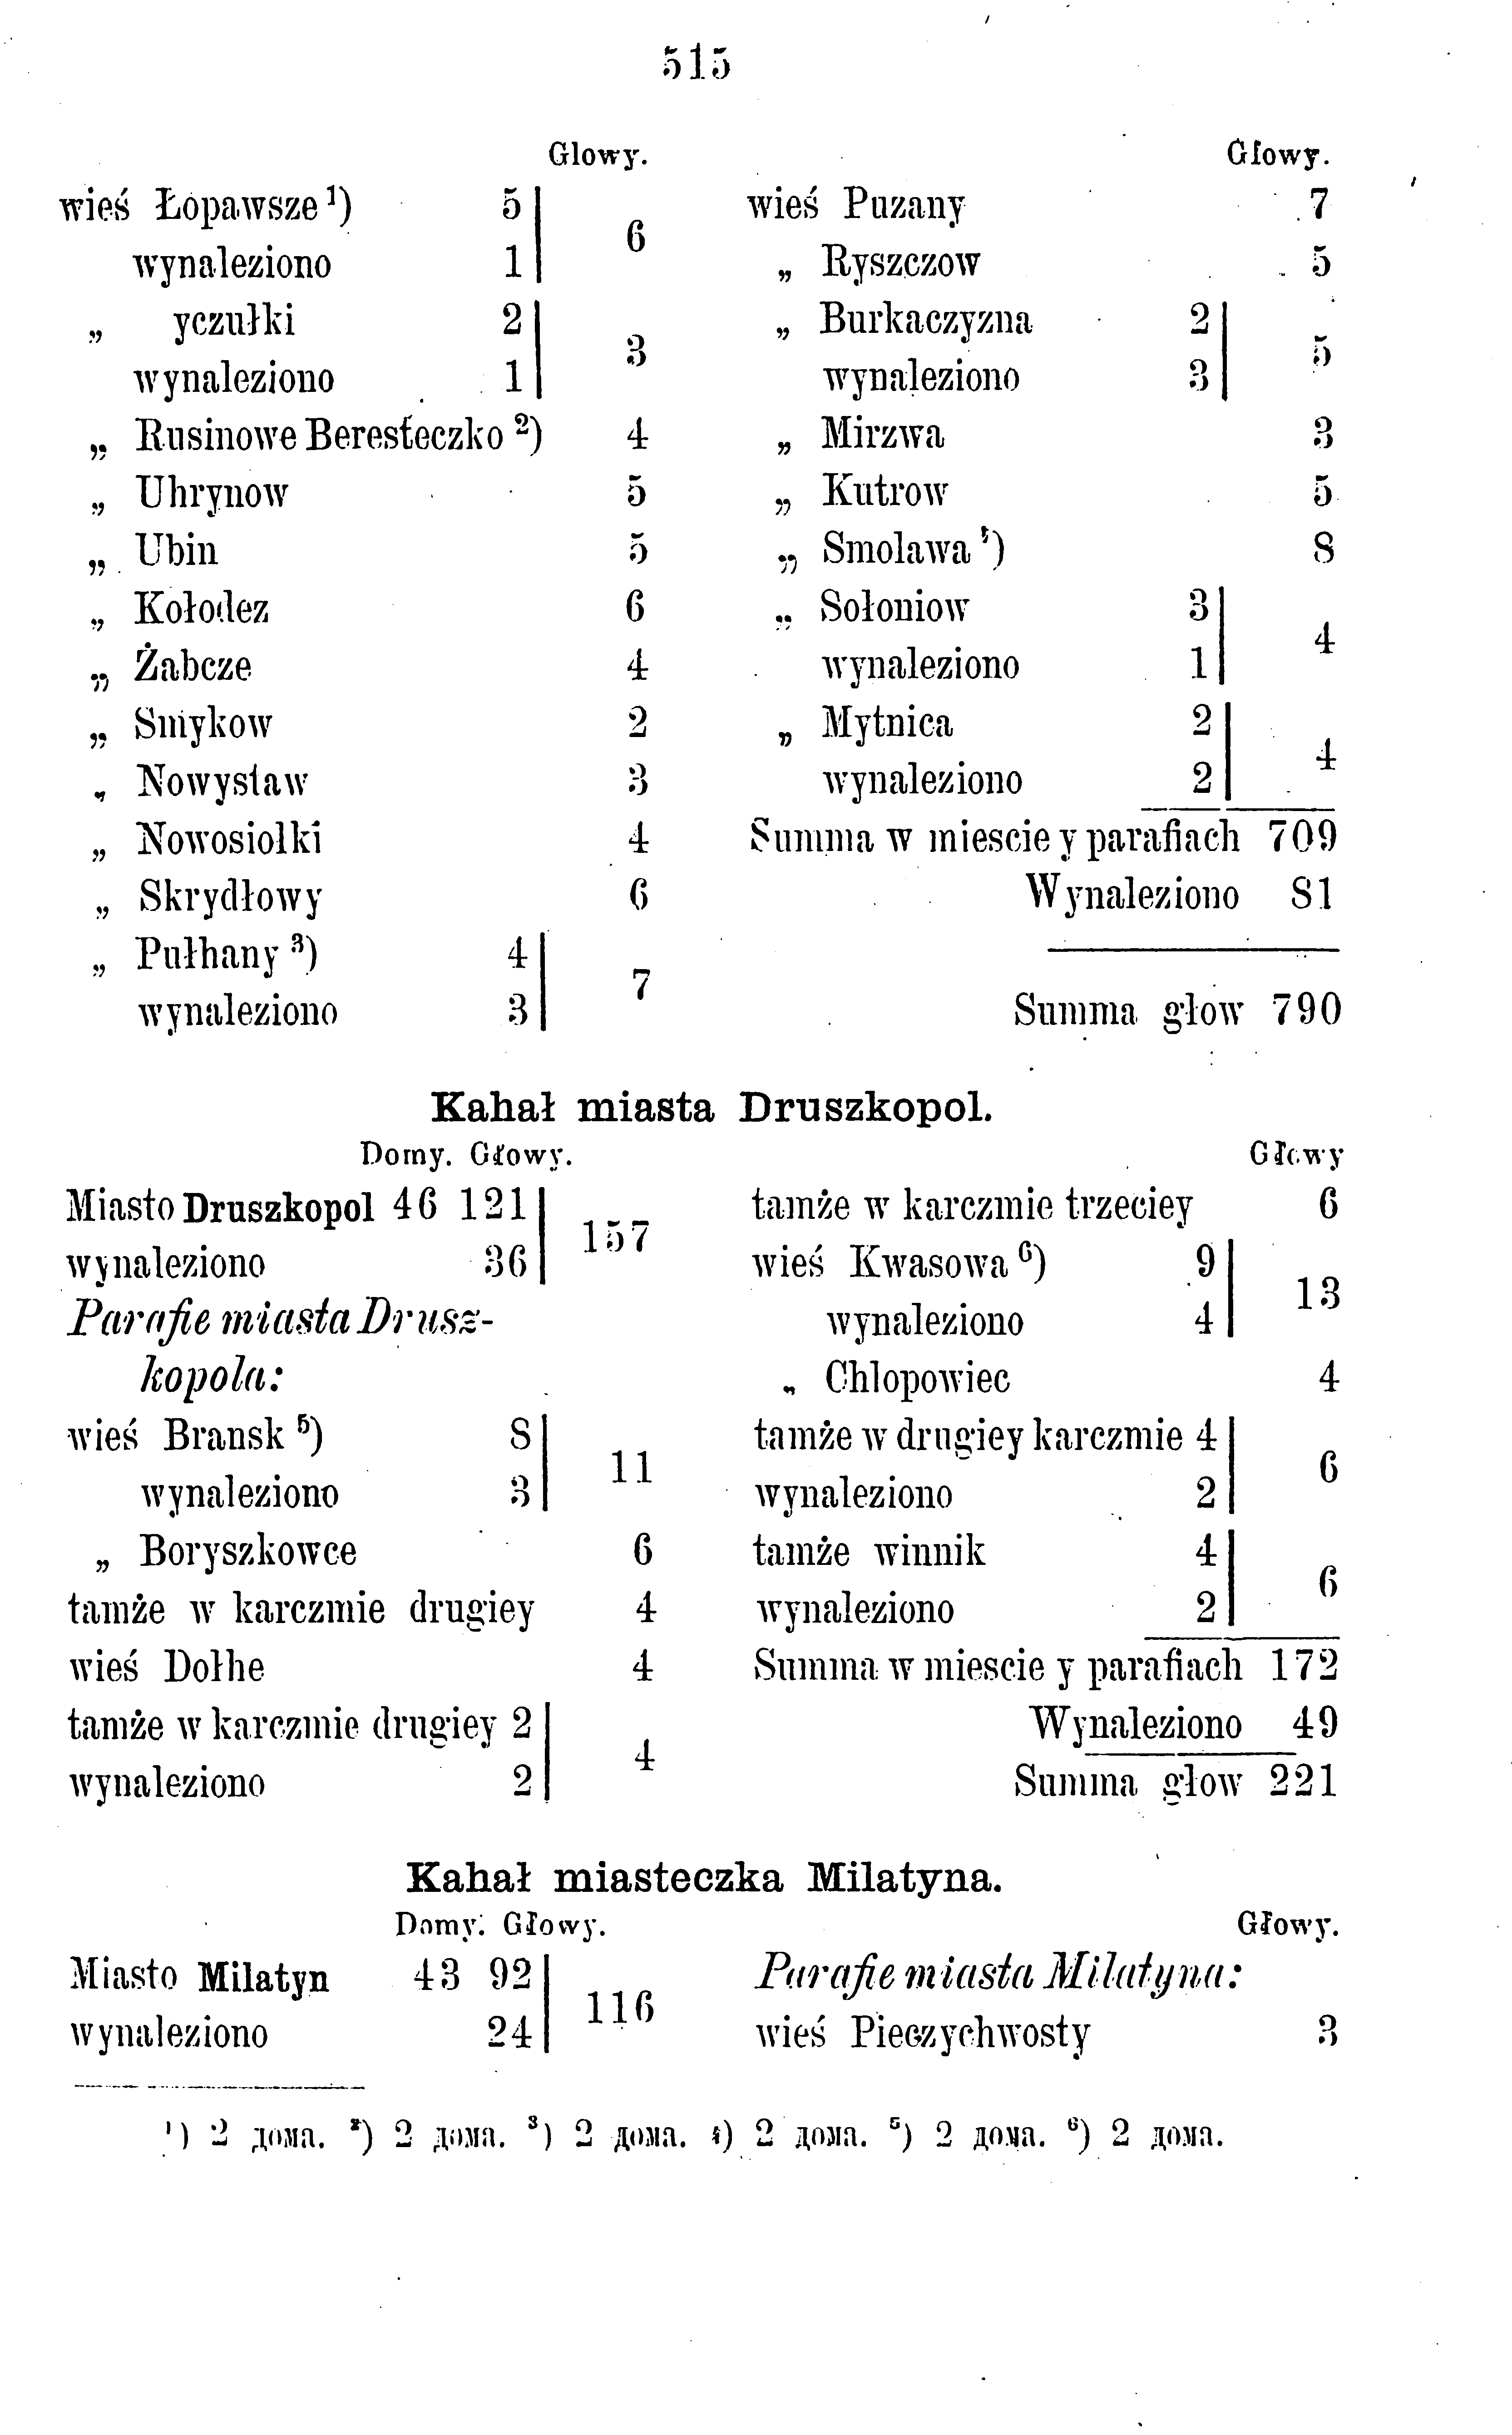 515
Głowy.
wieś Łopawsze ¹) 5 | 6
wynaleziono 1 |
„ yczułki 2 | 3
wynaleziono 1 |
„ Rusinowe Beresteczko ²) 4
„ Uhrynow 5
„ Ubin 5
„ Kołodez 6
„ Żabcze 4
„ Smykow 2
„ Nowystaw 3
„ Nowosiolki 4
„ Skrydłowy 6
„ Pułhany ³) 4 | 7
wynaleziono 3 |
Głowy.
wieś Puzany 7
„ Ryszczow 5
„ Burkaczyzna 2 | 5
wynaleziono 3 |
„ Mirzwa 3
„ Kutrow 5
„ Smolawa ⁴) 8
„ Sołoniow 3 | 4
wynaleziono 1 |
„ Mytnica 2 | 4
wynaleziono 2 |
Summa w miescie y parafiach 709
Wynaleziono 81
Summa głow 790
Kahał miasta Druszkopol.
Domy. Głowy.
Miasto Druszkopol 46 121 | 157
wynaleziono 36 |
Parafie miasta Drusz-
kopola:
wieś Bransk ⁵) 8 | 11
wynaleziono 3 |
„ Boryszkowce 6
tamże w karczmie drugiey 4
wieś Dołhe 4
tamże w karczmie drugiey 2 | 4
wynaleziono 2 |
Głowy
tamże w karczmie trzeciey 6
wieś Kwasowa ⁶) 9 | 13
wynaleziono 4 |
„ Chlopowiec 4
tamże w drugiey karczmie 4 | 6
wynaleziono 2 |
tamże winnik 4 | 6
wynaleziono 2 |
Summa w miescie y parafiach 172
Wynaleziono 49
Summa głow 221
Kahał miasteczka Milatyna.
Domy. Głowy.
Miasto Milatyn 43 92 | 116
wynaleziono 24 |
Głowy.
Parafie miasta Milatyna:
wieś Pieczychwosty 3
¹) 2 дома. ²) 2 дома. ³) 2 дома. ⁴) 2 дома. ⁵) 2 дома. ⁶) 2 дома.